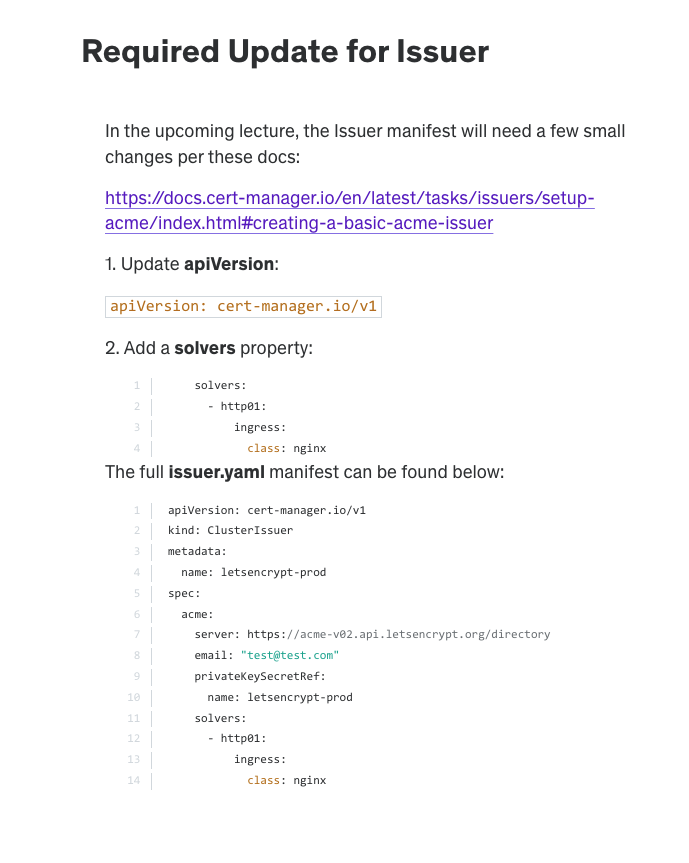 Required Update for Issuer
In the upcoming lecture, the Issuer manifest will need a few small
changes per these docs:
https://docs.cert-manager.io/en/latest/tasks/issuers/setup-
acme/index.html#creating-a-basic-acme-issuer
1. Update apiVersion:
apiVersion: cert-manager.io/v1
2. Add a solvers property:
1     solvers:
2       - http01:
3           ingress:
4             class: nginx
The full issuer.yaml manifest can be found below:
1 apiVersion: cert-manager.io/v1
2 kind: ClusterIssuer
3 metadata:
4   name: letsencrypt-prod
5 spec:
6   acme:
7     server: https://acme-v02.api.letsencrypt.org/directory
8     email: "test@test.com"
9     privateKeySecretRef:
10       name: letsencrypt-prod
11     solvers:
12       - http01:
13           ingress:
14             class: nginx